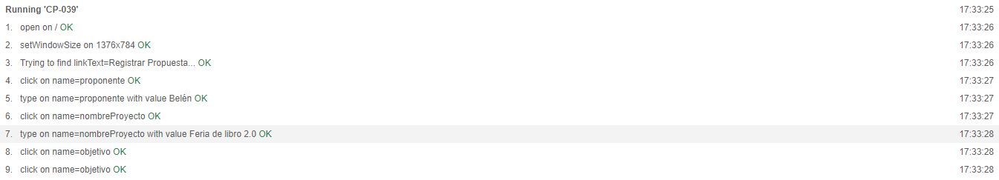 Running 'CP-039' 17:33:25
1. open on / OK 17:33:26
2. setWindowSize on 1376x784 OK 17:33:26
3. Trying to find linkText=Registrar Propuesta... OK 17:33:26
4. click on name=proponente OK 17:33:27
5. type on name=proponente with value Belén OK 17:33:27
6. click on name=nombreProyecto OK 17:33:27
7. type on name=nombreProyecto with value Feria de libro 2.0 OK 17:33:28
8. click on name=objetivo OK 17:33:28
9. click on name=objetivo OK 17:33:28